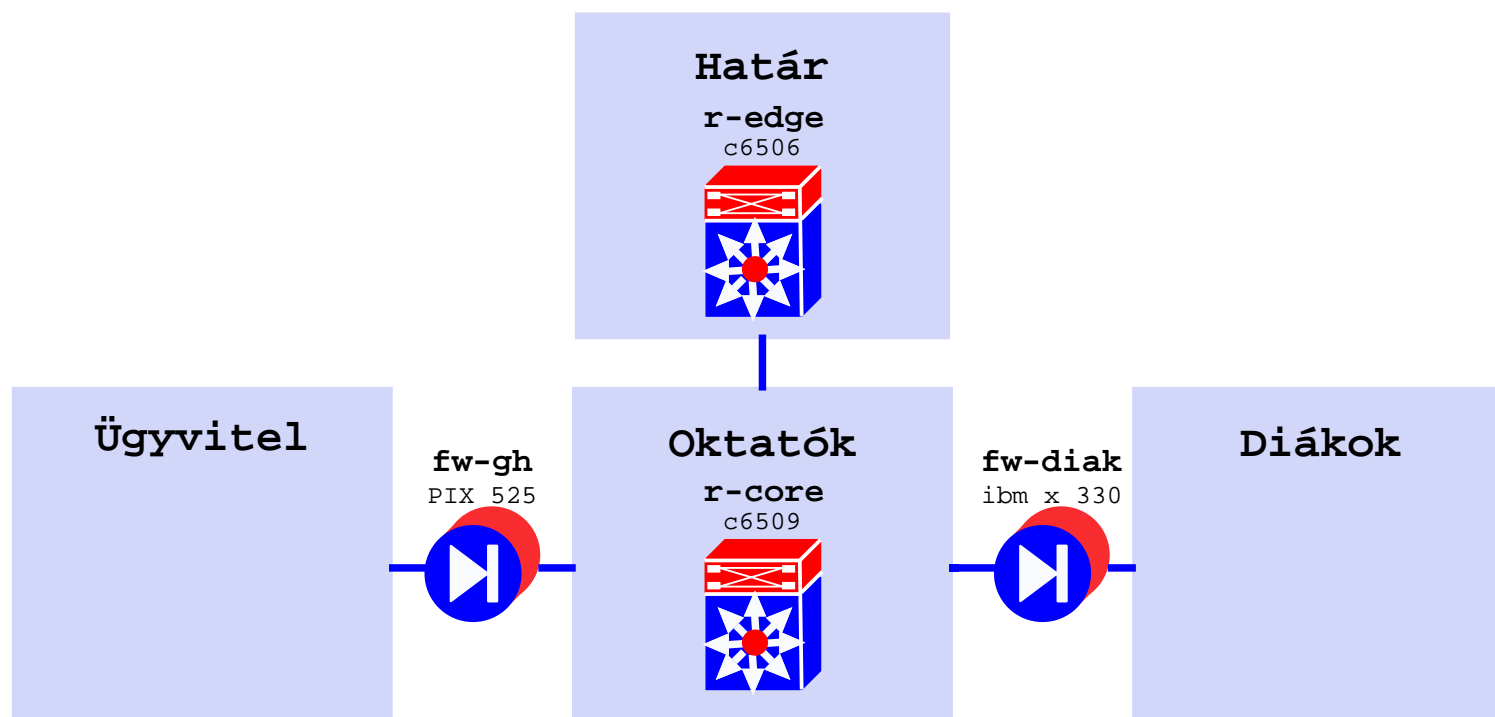 Határ
r-edge
c6506
Ügyvitel
fw-gh
PIX 525
Oktatók
r-core
c6509
fw-diak
ibm x 330
Diákok